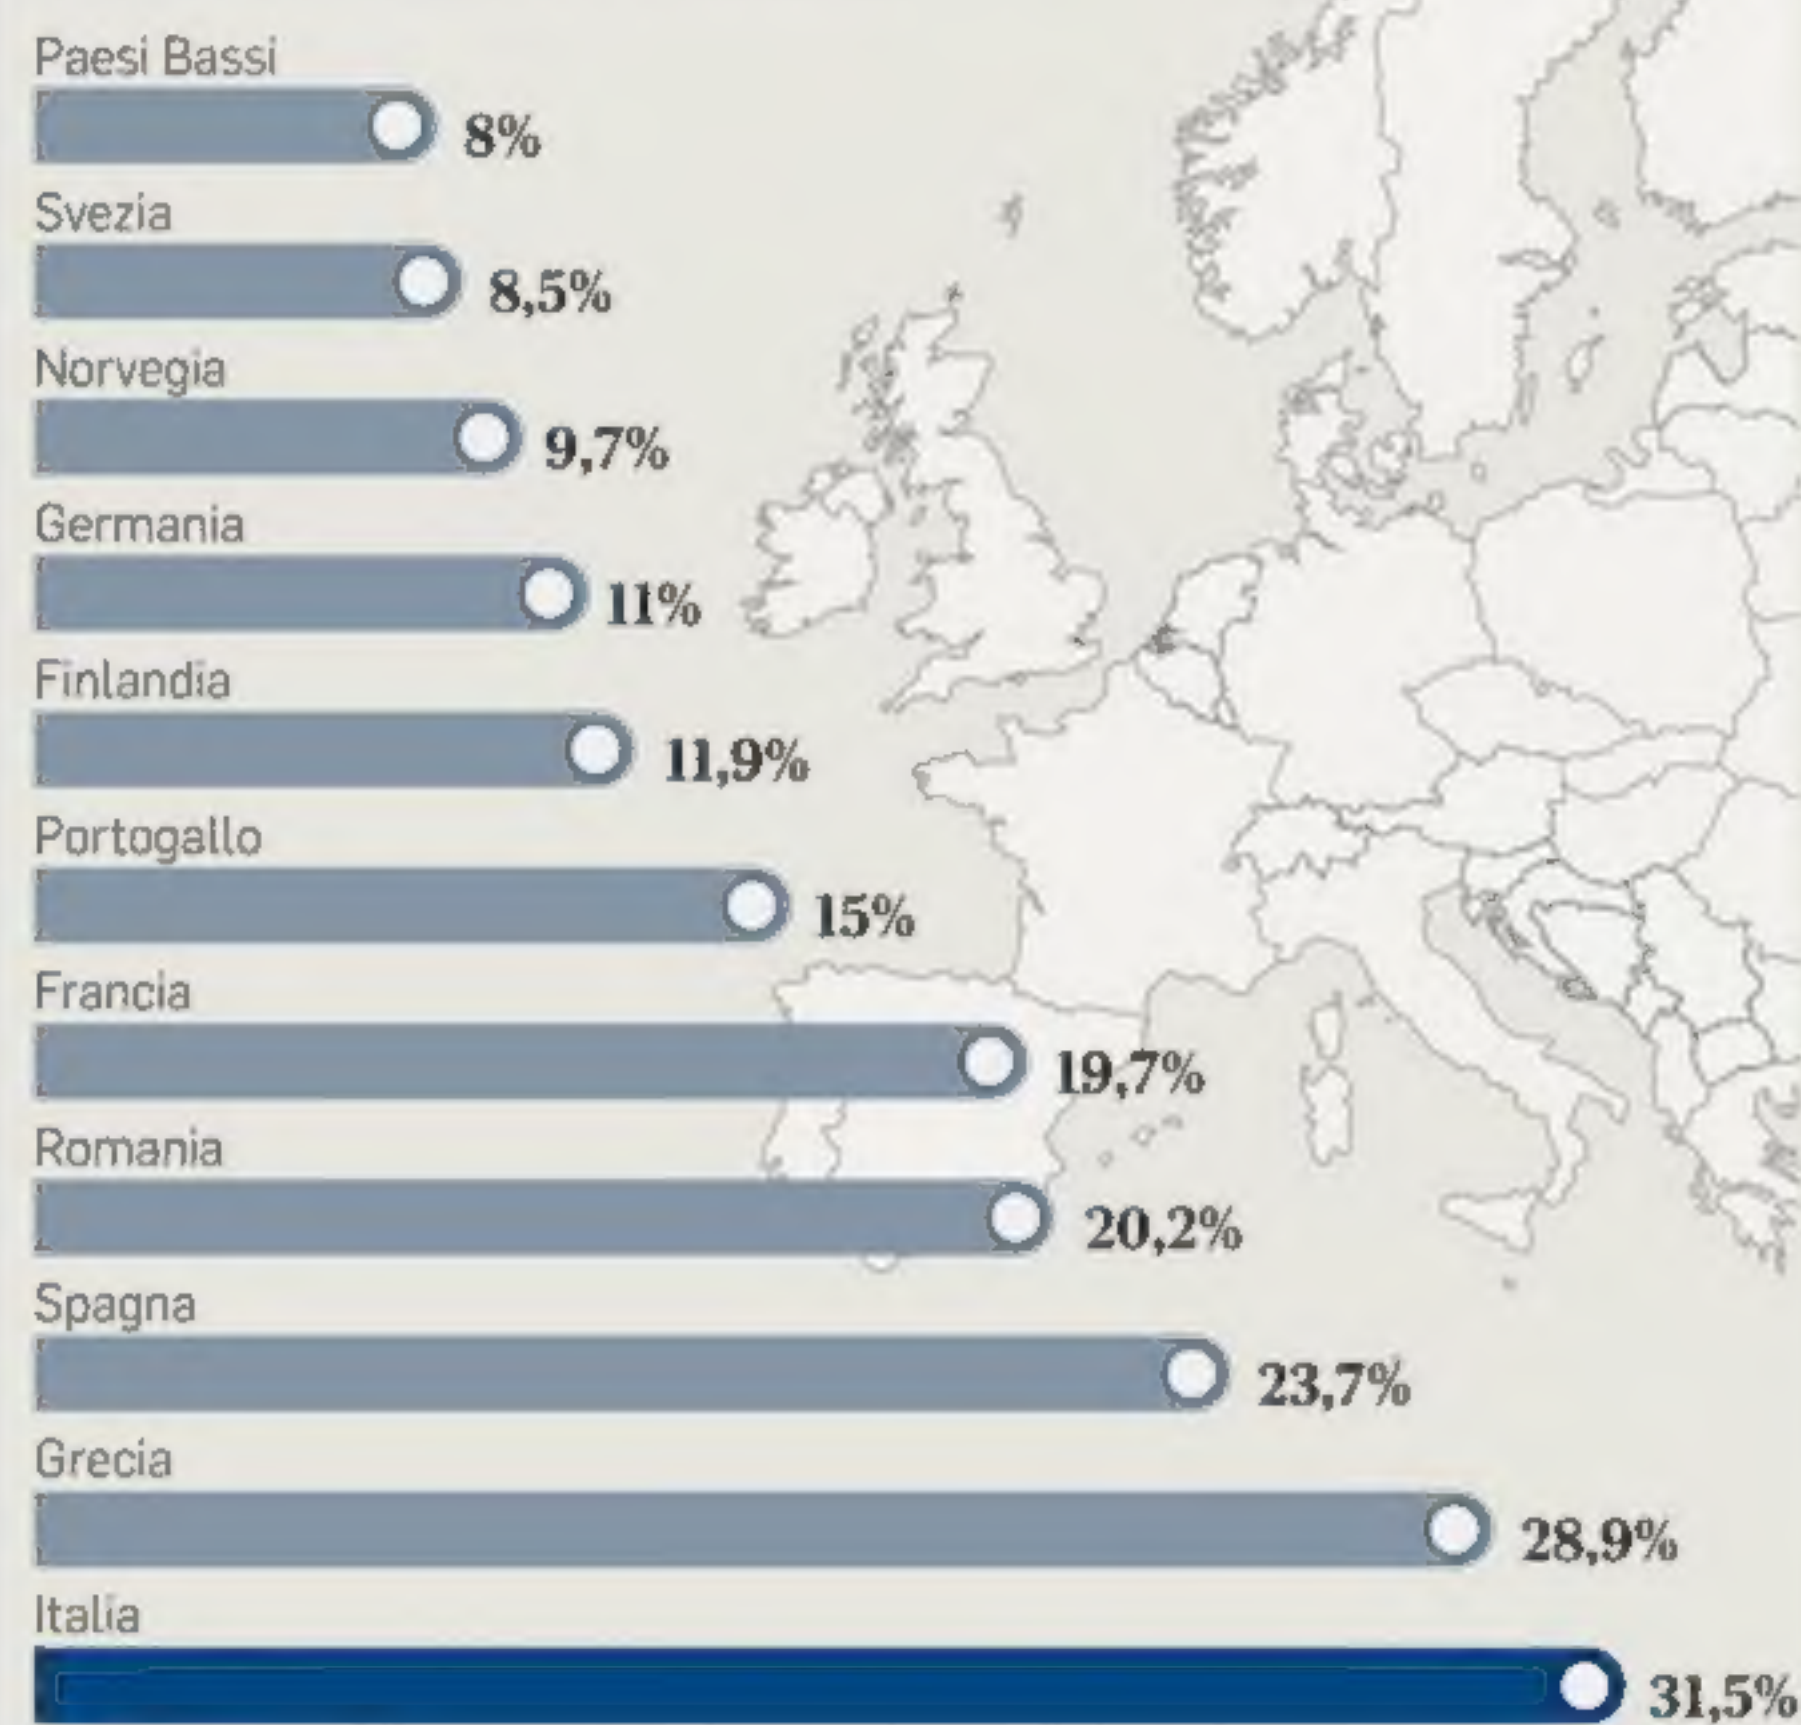 Paesi Bassi
8%
Svezia
8,5%
Norvegia
9,7%
Germania
11%
Finlandia
11,9%
Portogallo
15%
Francia
19,7%
Romania
20,2%
Spagna
23,7%
Grecia
28,9%
Italia
31,5%